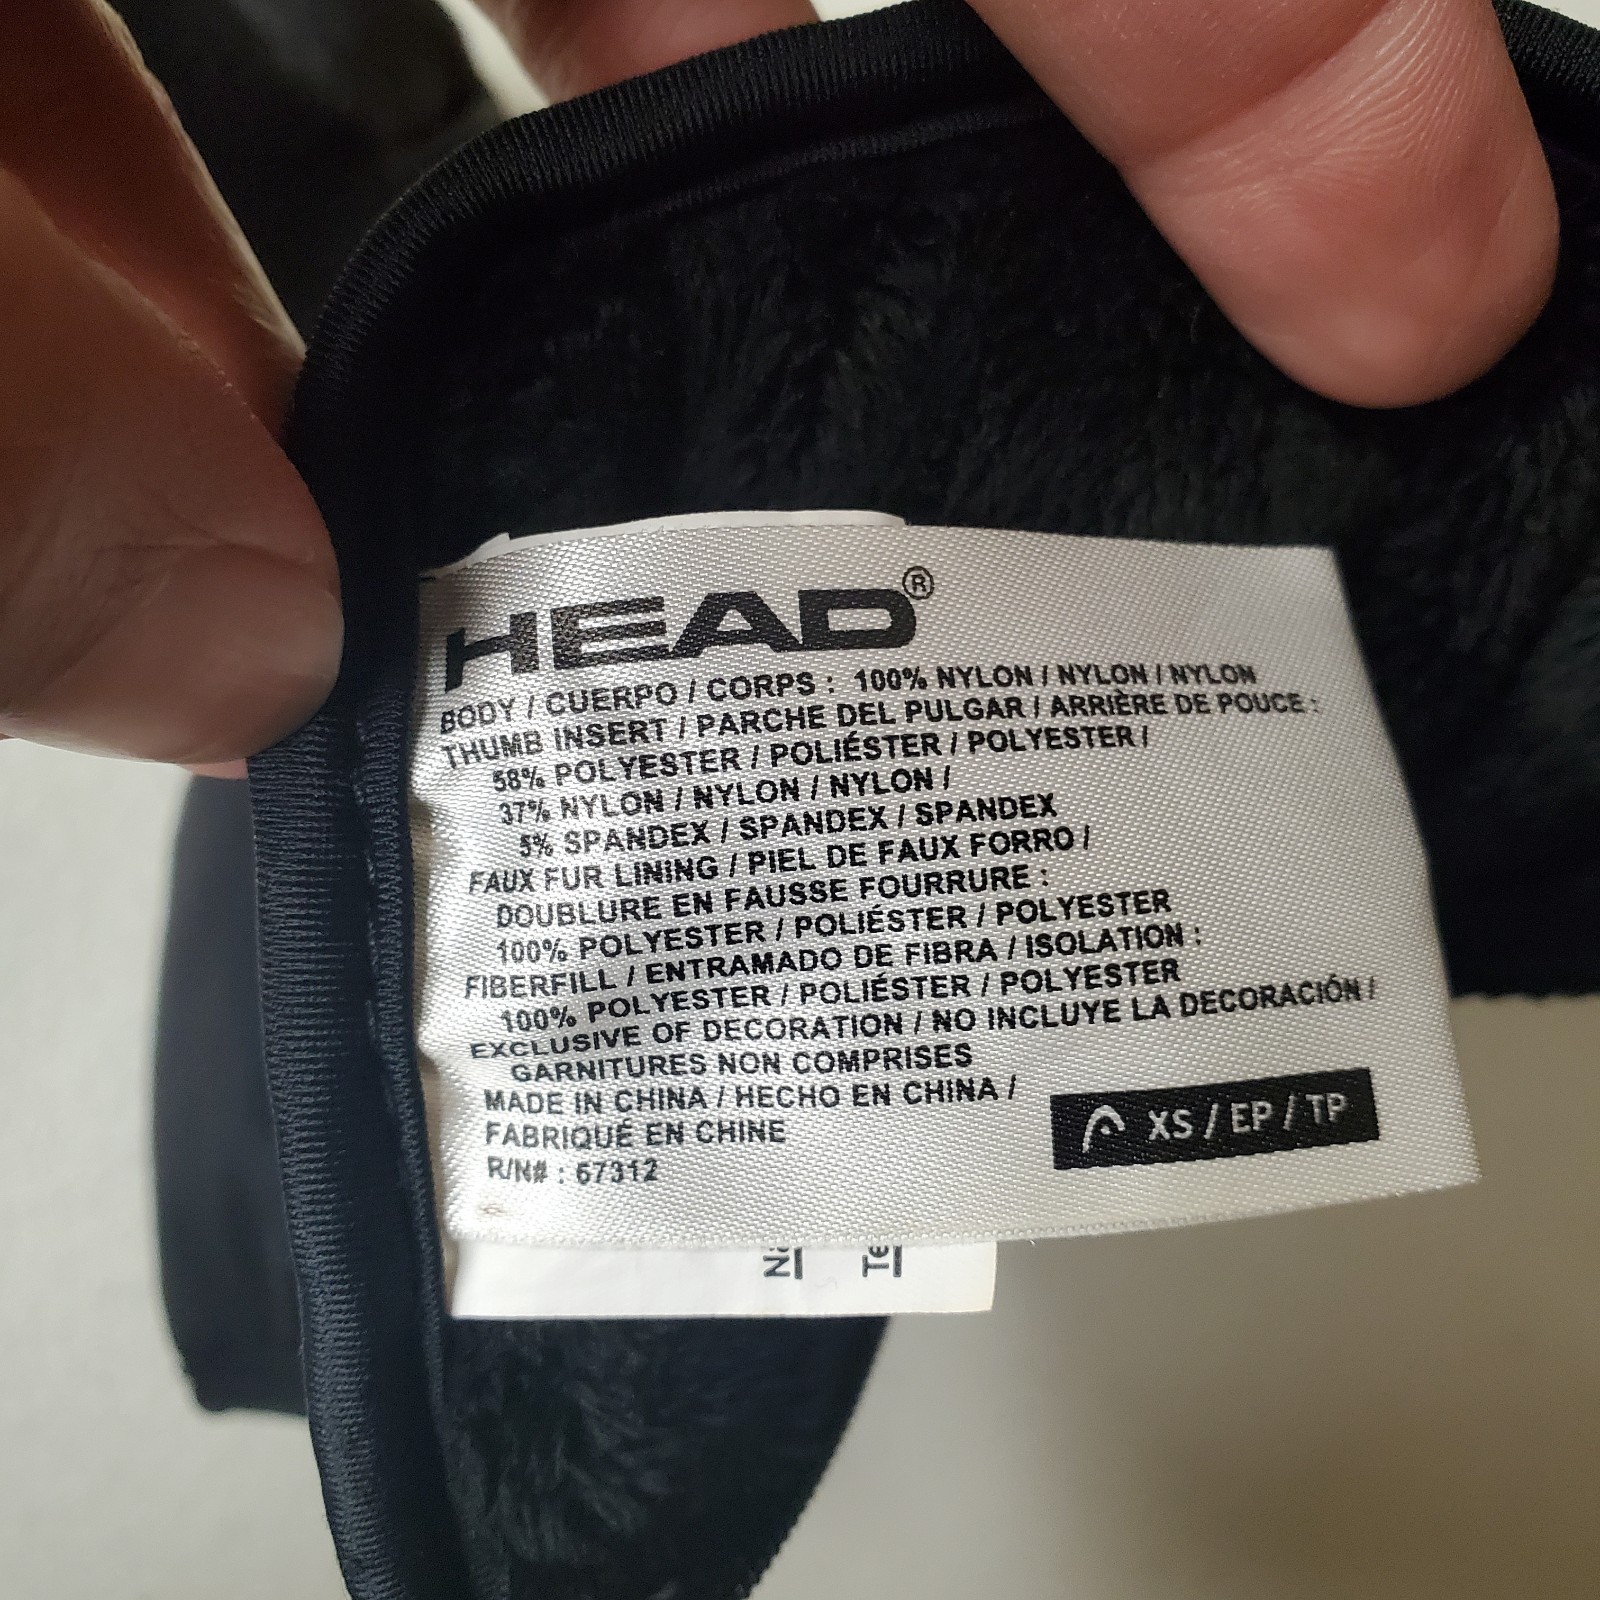 HEAD®
BODY / CUERPO / CORPS : 100% NYLON / NYLON / NYLON
THUMB INSERT / PARCHE DEL PULGAR / ARRIÈRE DE POUCE :
58% POLYESTER / POLIÉSTER / POLYESTER /
37% NYLON / NYLON / NYLON /
5% SPANDEX / SPANDEX / SPANDEX
FAUX FUR LINING / PIEL DE FAUX FORRO /
DOUBLURE EN FAUSSE FOURRURE :
100% POLYESTER / POLIÉSTER / POLYESTER
FIBERFILL / ENTRAMADO DE FIBRA / ISOLATION :
100% POLYESTER / POLIÉSTER / POLYESTER
EXCLUSIVE OF DECORATION / NO INCLUYE LA DECORACIÓN /
GARNITURES NON COMPRISES
MADE IN CHINA / HECHO EN CHINA /
FABRIQUÉ EN CHINE
R/N# : 67312
XS / EP / TP